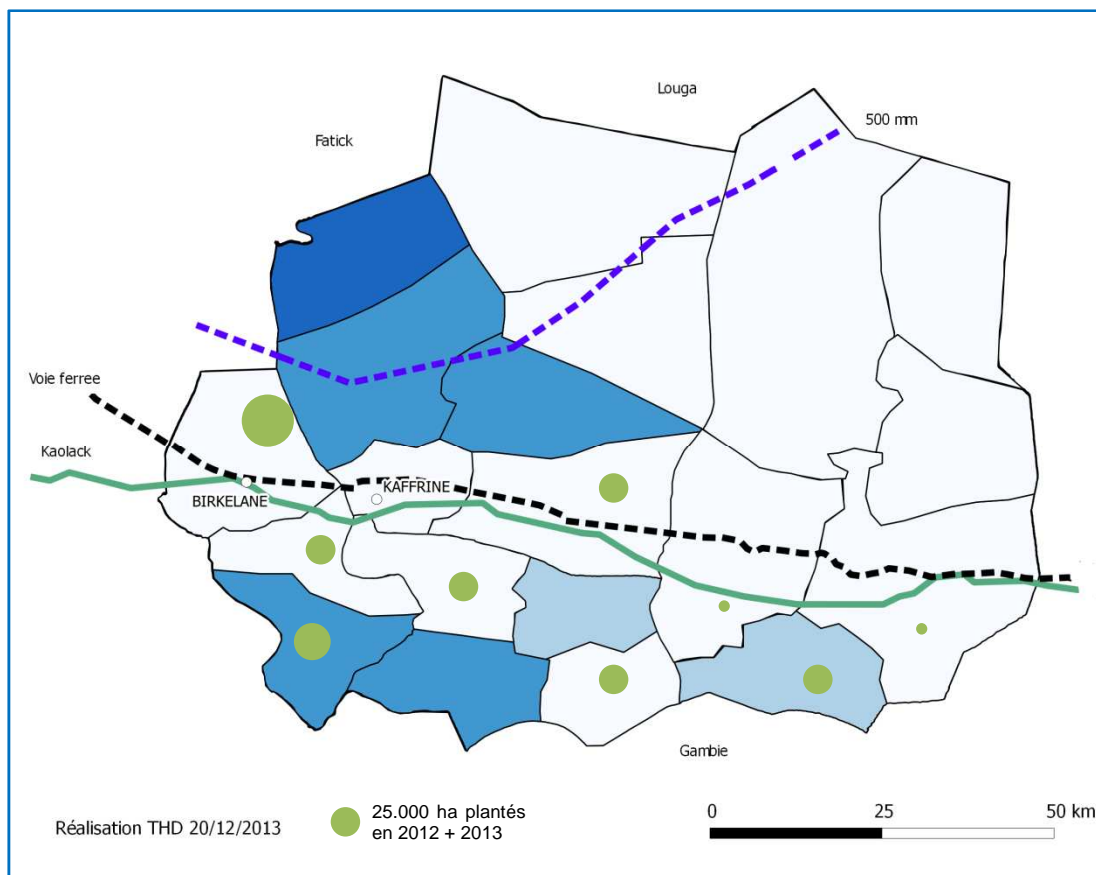 Louga
500 mm
Fatick
Voie ferree
Kaolack
BIRKELANE
KAFFRINE
Gambie
Réalisation THD 20/12/2013
25.000 ha plantés
en 2012 + 2013
0 25 50 km